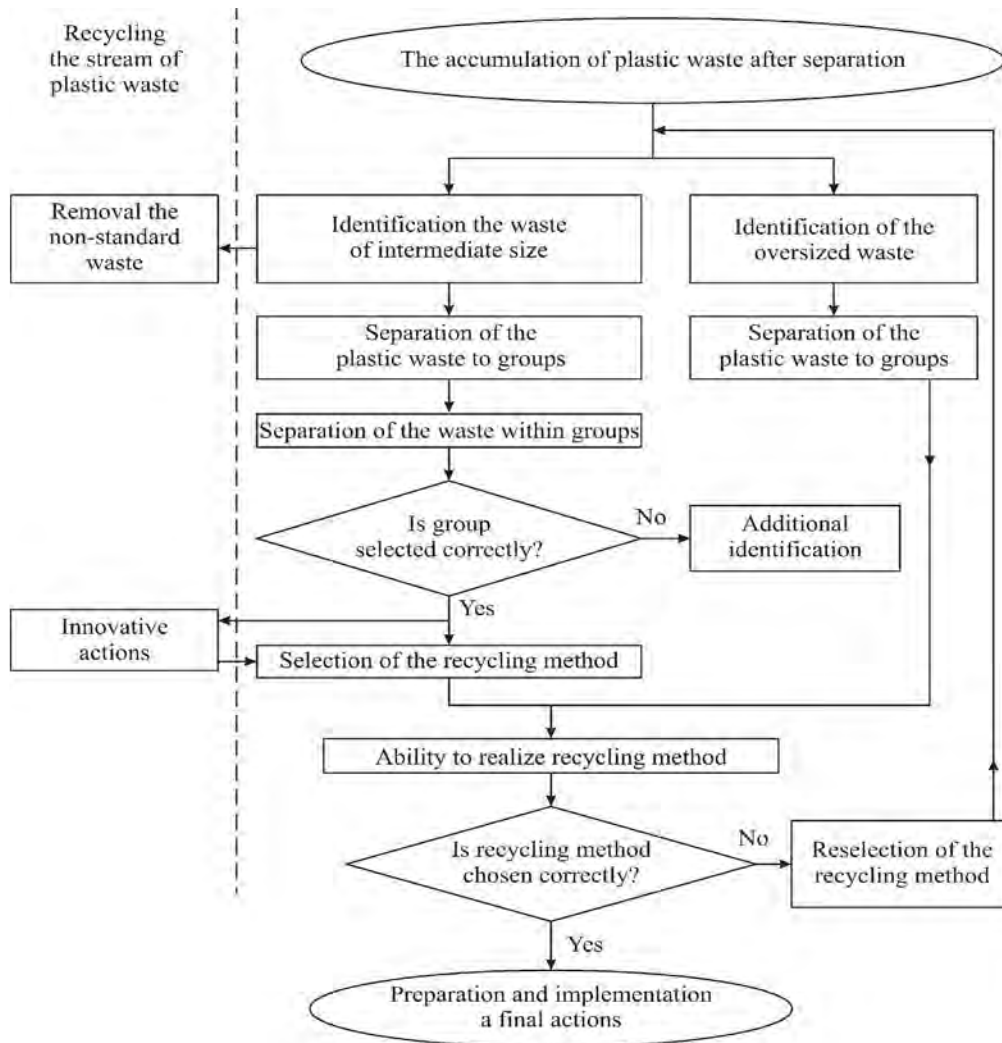 Recycling
the stream of
plastic waste
The accumulation of plastic waste after separation
Removal the
non-standard
waste
Identification the waste
of intermediate size
Identification of the
oversized waste
Separation of the
plastic waste to groups
Separation of the
plastic waste to groups
Separation of the waste within groups
Is group
selected correctly?
No
Additional
identification
Yes
Innovative
actions
Selection of the recycling method
Ability to realize recycling method
Is recycling method
chosen correctly?
No
Reselection of the
recycling method
Yes
Preparation and implementation
a final actions